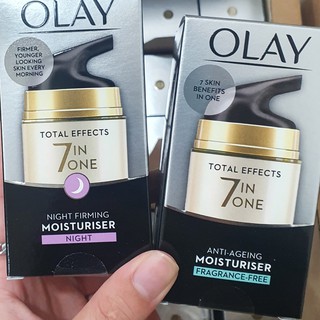 OLAY
FIRMER,
YOUNGER
LOOKING
SKIN EVERY
MORNING
TOTAL EFFECTS
7 IN
ONE
NIGHT FIRMING
MOISTURISER
NIGHT
OLAY
7 SKIN
BENEFITS
IN ONE
TOTAL EFFECTS
7 IN
ONE
ANTI-AGEING
MOISTURISER
FRAGRANCE-FREE